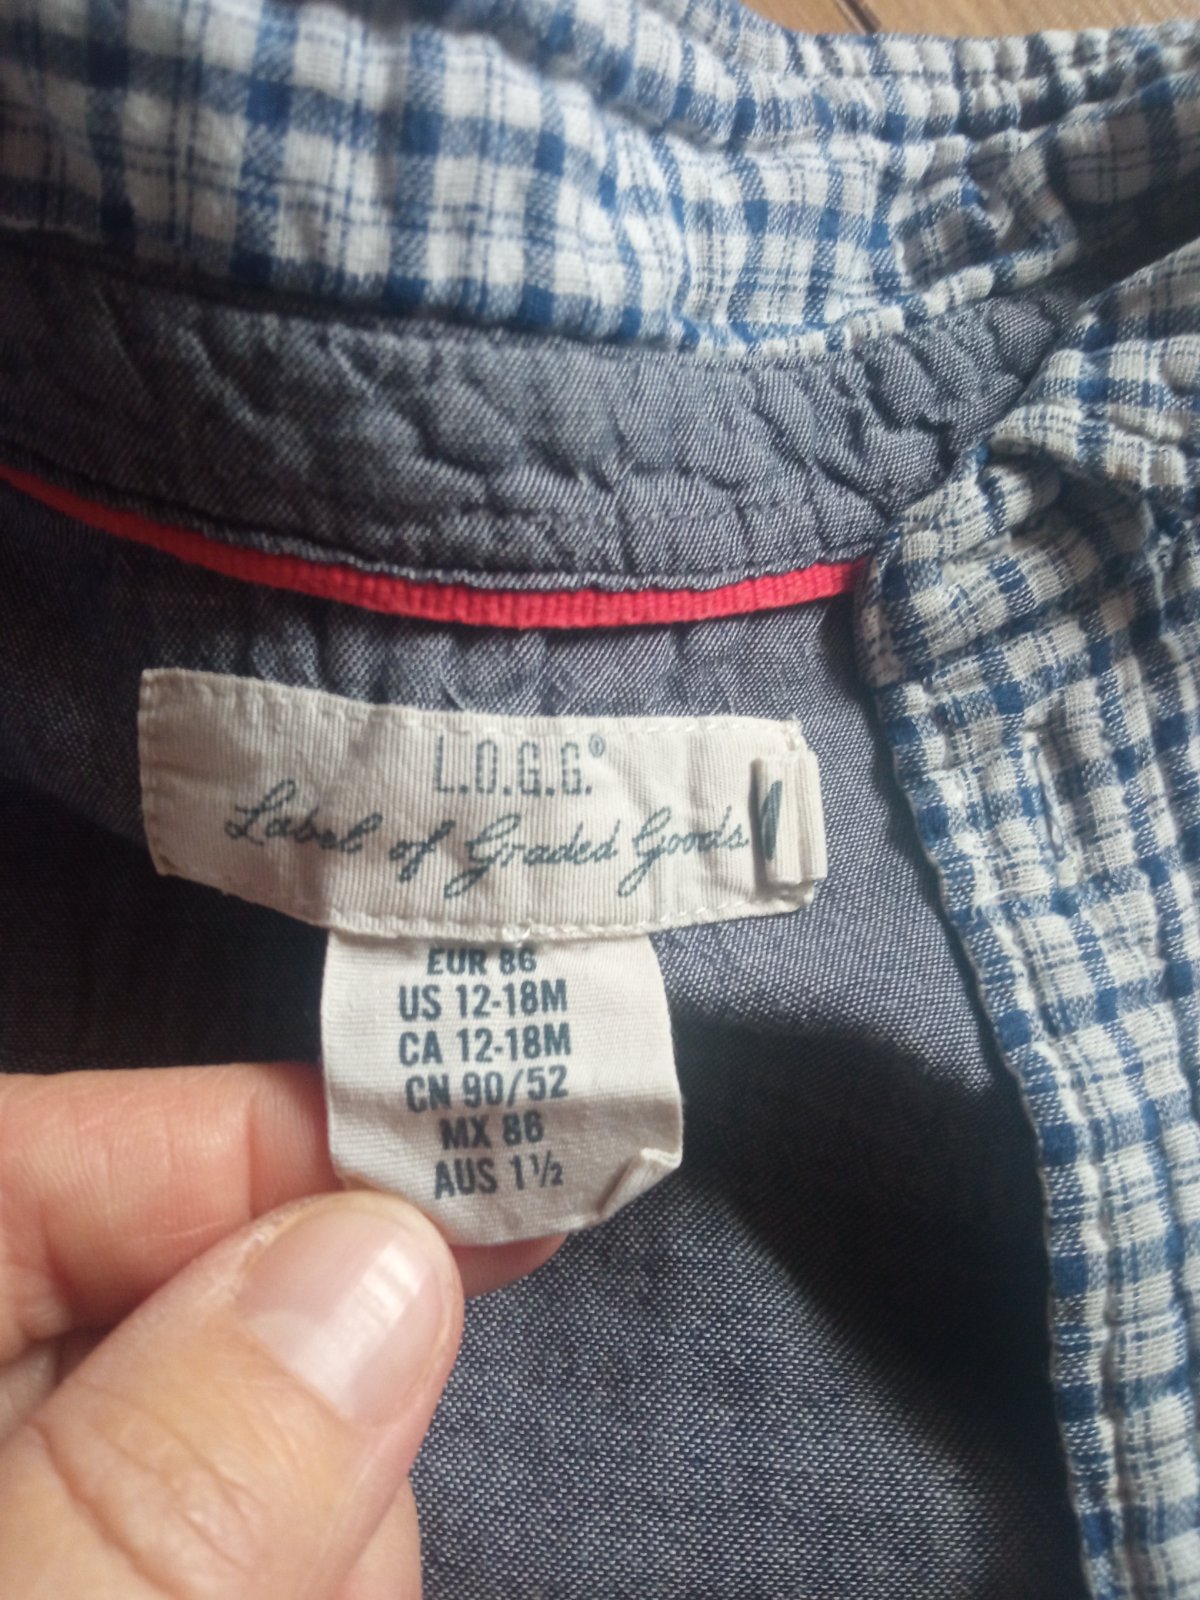 L.O.G.G.®
Label of Graded Goods
EUR 86
US 12-18M
CA 12-18M
CN 90/52
MX 86
AUS 1½